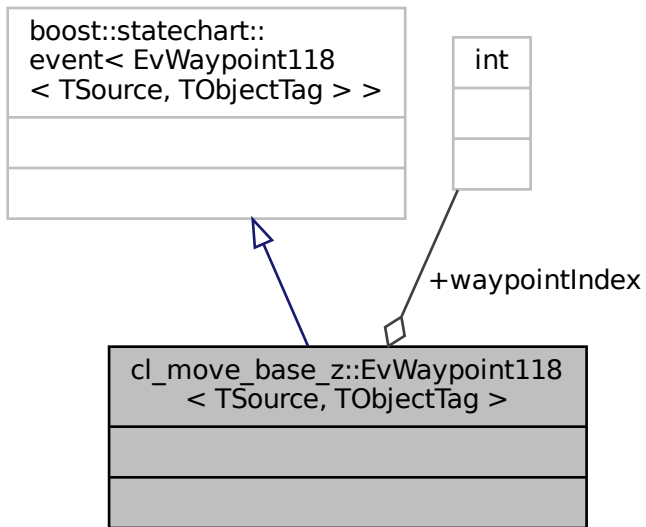 boost::statechart::
event< EvWaypoint118
< TSource, TObjectTag > >
int
+waypointIndex
cl_move_base_z::EvWaypoint118
< TSource, TObjectTag >